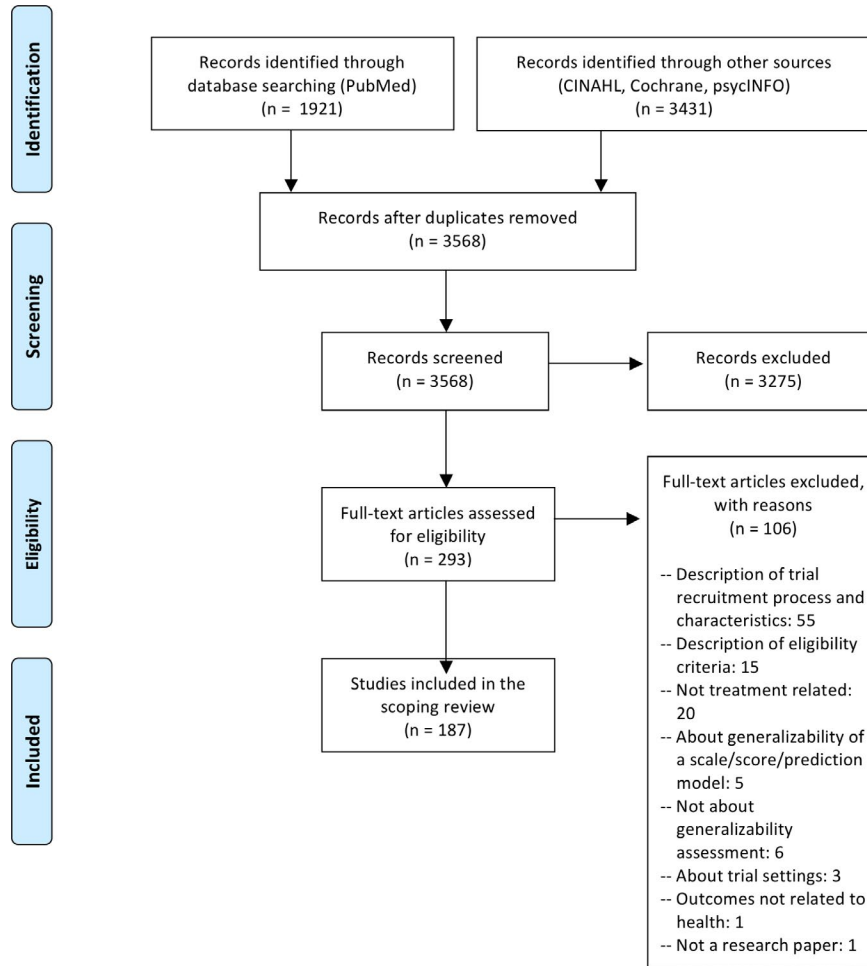 Identification
Records identified through
database searching (PubMed)
(n = 1921)
Records identified through other sources
(CINAHL, Cochrane, psycINFO)
(n = 3431)
Records after duplicates removed
(n = 3568)
Screening
Records screened
(n = 3568)
Records excluded
(n = 3275)
Eligibility
Full-text articles assessed
for eligibility
(n = 293)
Full-text articles excluded,
with reasons
(n = 106)
-- Description of trial
recruitment process and
characteristics: 55
-- Description of eligibility
criteria: 15
-- Not treatment related:
20
-- About generalizability of
a scale/score/prediction
model: 5
-- Not about
generalizability
assessment: 6
-- About trial settings: 3
-- Outcomes not related to
health: 1
-- Not a research paper: 1
Included
Studies included in the
scoping review
(n = 187)